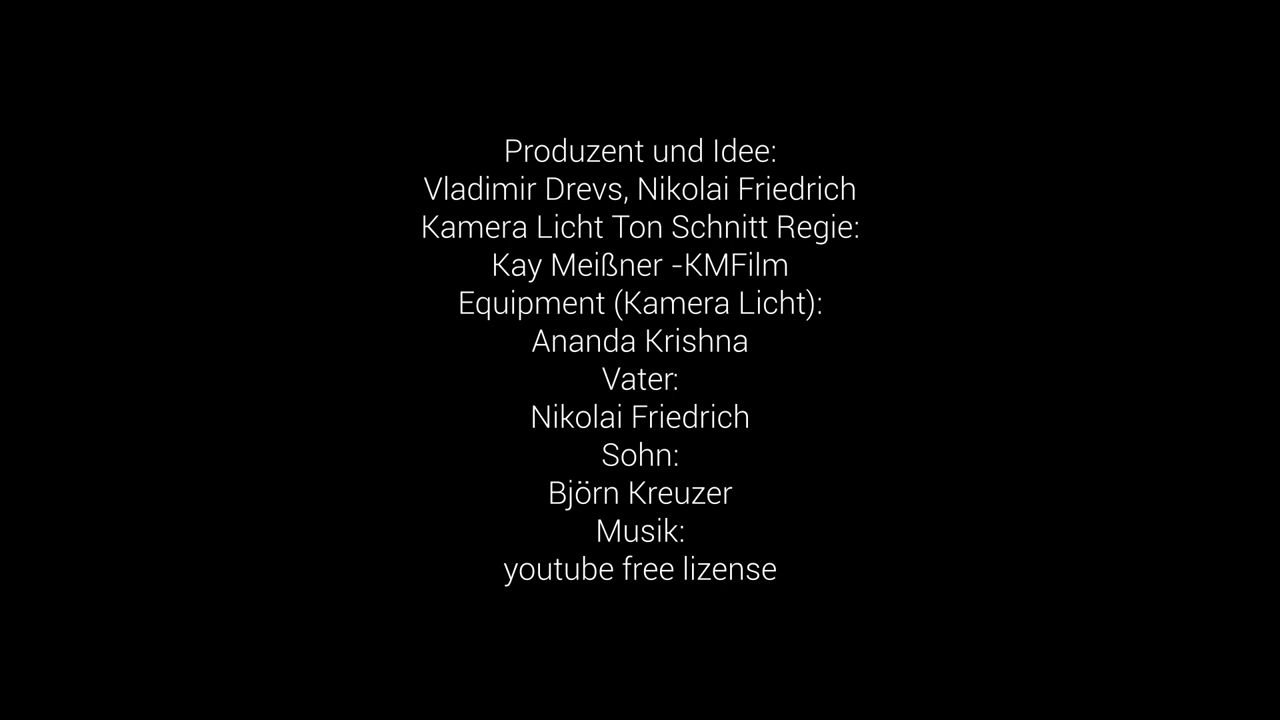 Produzent und Idee:
Vladimir Drevs, Nikolai Friedrich
Kamera Licht Ton Schnitt Regie:
Kay Meißner -KMFilm
Equipment (Kamera Licht):
Ananda Krishna
Vater:
Nikolai Friedrich
Sohn:
Björn Kreuzer
Musik:
youtube free lizense